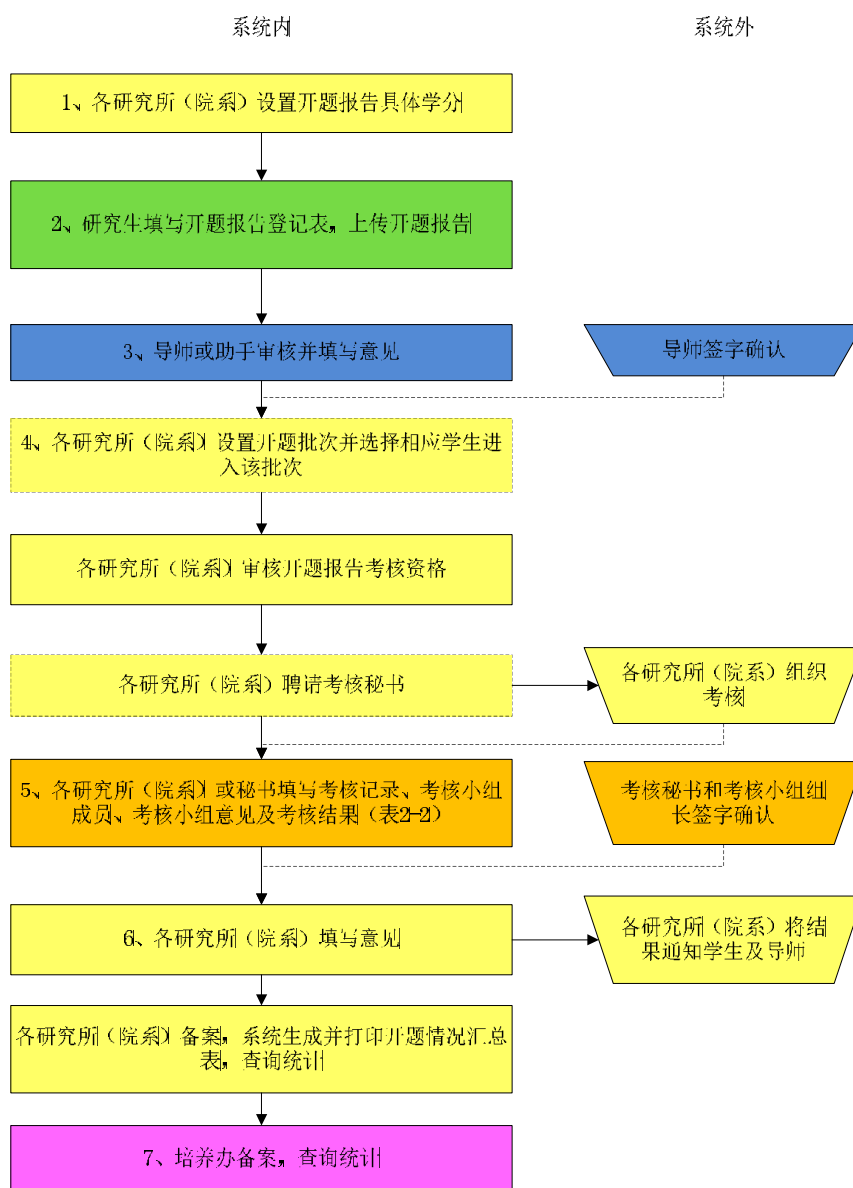 系统内
系统外
1、各研究所（院系）设置开题报告具体学分
2、研究生填写开题报告登记表，上传开题报告
3、导师或助手审核并填写意见
导师签字确认
4、各研究所（院系）设置开题批次并选择相应学生进
入该批次
各研究所（院系）审核开题报告考核资格
各研究所（院系）聘请考核秘书
各研究所（院系）组织
考核
5、各研究所（院系）或秘书填写考核记录、考核小组
成员、考核小组意见及考核结果（表2-2）
考核秘书和考核小组组
长签字确认
6、各研究所（院系）填写意见
各研究所（院系）将结
果通知学生及导师
各研究所（院系）备案，系统生成并打印开题情况汇总
表，查询统计
7、培养办备案，查询统计